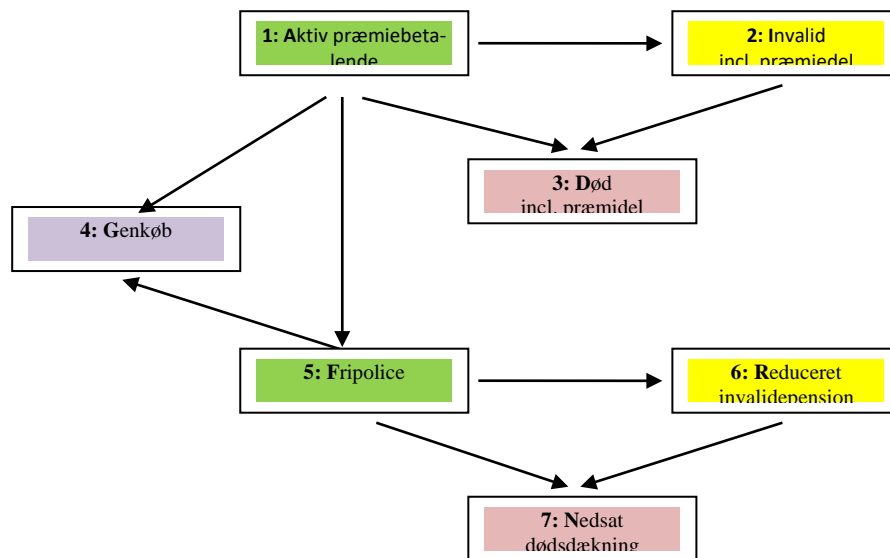 1: Aktiv præmiebeta-
lende
2: Invalid
incl. præmiedel
3: Død
incl. præmidel
4: Genkøb
5: Fripolice
6: Reduceret
invalidepension
7: Nedsat
dødsdækning